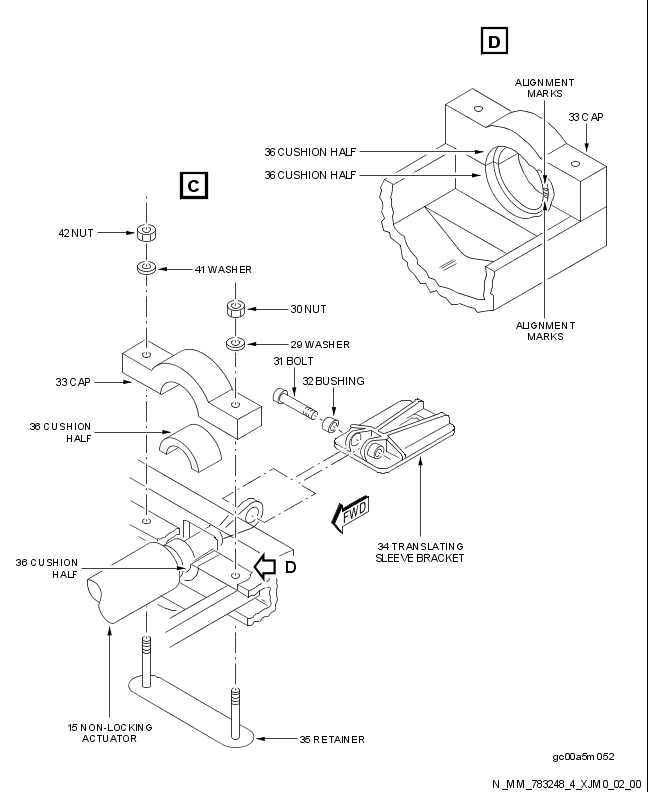 D
ALIGNMENT
MARKS
33 CAP
36 CUSHION HALF
36 CUSHION HALF
C
42 NUT
41 WASHER
30 NUT
29 WASHER
ALIGNMENT
MARKS
31 BOLT
32 BUSHING
33 CAP
36 CUSHION
HALF
FWD
34 TRANSLATING
SLEEVE BRACKET
36 CUSHION
HALF
D
15 NON-LOCKING
ACTUATOR
35 RETAINER
gc00a5m052
N_MM_783248_4_XJM0_02_00